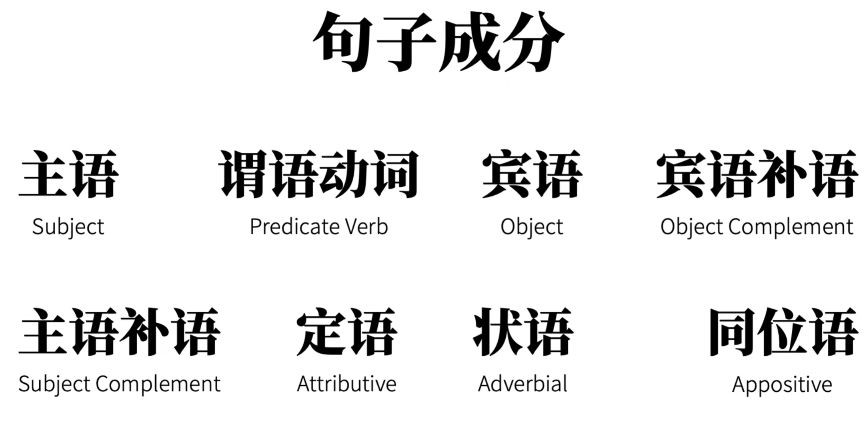 句子成分
主语 谓语动词 宾语 宾语补语
Subject Predicate Verb Object Object Complement
主语补语 定语 状语 同位语
Subject Complement Attributive Adverbial Appositive